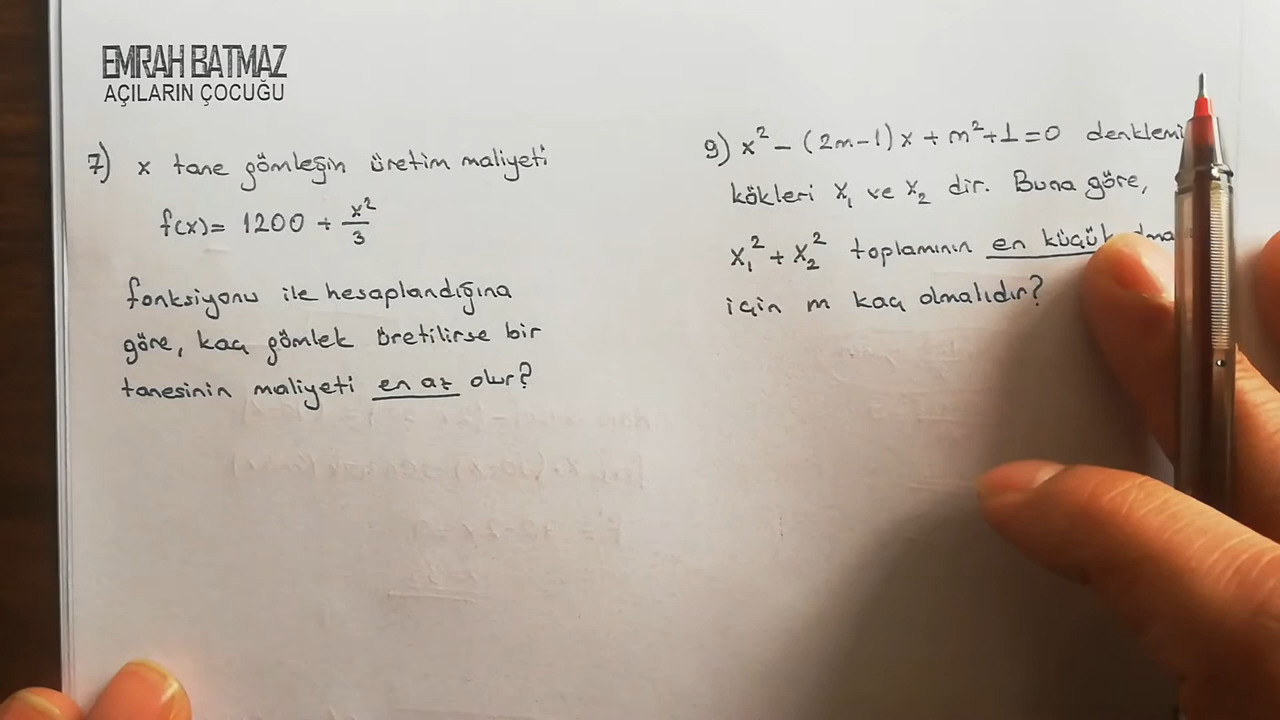 EMRAH BATMAZ
AÇILARIN ÇOCUĞU
7) x tane gömleğin üretim maliyeti
f(x) = 1200 + x²/3
fonksiyonu ile hesaplandığına
göre, kaç gömlek üretilirse bir
tanesinin maliyeti en az olur?
9) x² - (2m-1)x + m²+1=0 denklemi
kökleri x₁ ve x₂ dir. Buna göre,
x₁² + x₂² toplamının en küçük
için m kaç olmalıdır?